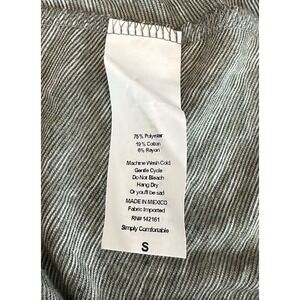 75% Polyester
19% Cotton
6% Rayon
Machine Wash Cold
Gentle Cycle
Do Not Bleach
Hang Dry
Or you'll be sad
MADE IN MEXICO
Fabric Imported
RN# 142161
Simply Comfortable
S